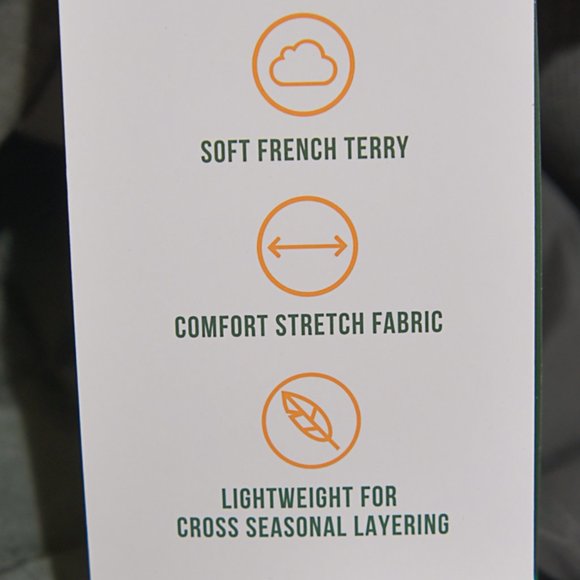 SOFT FRENCH TERRY
COMFORT STRETCH FABRIC
LIGHTWEIGHT FOR
CROSS SEASONAL LAYERING